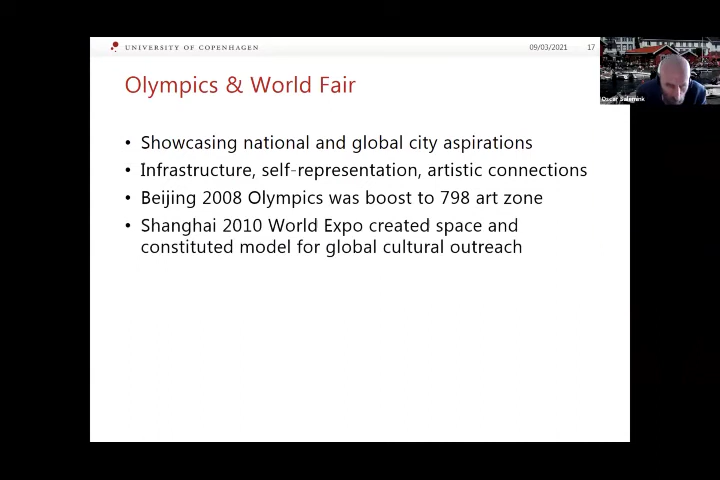 UNIVERSITY OF COPENHAGEN
09/03/2021
17
Olympics & World Fair
• Showcasing national and global city aspirations
• Infrastructure, self-representation, artistic connections
• Beijing 2008 Olympics was boost to 798 art zone
• Shanghai 2010 World Expo created space and
constituted model for global cultural outreach
Oscar Salemink